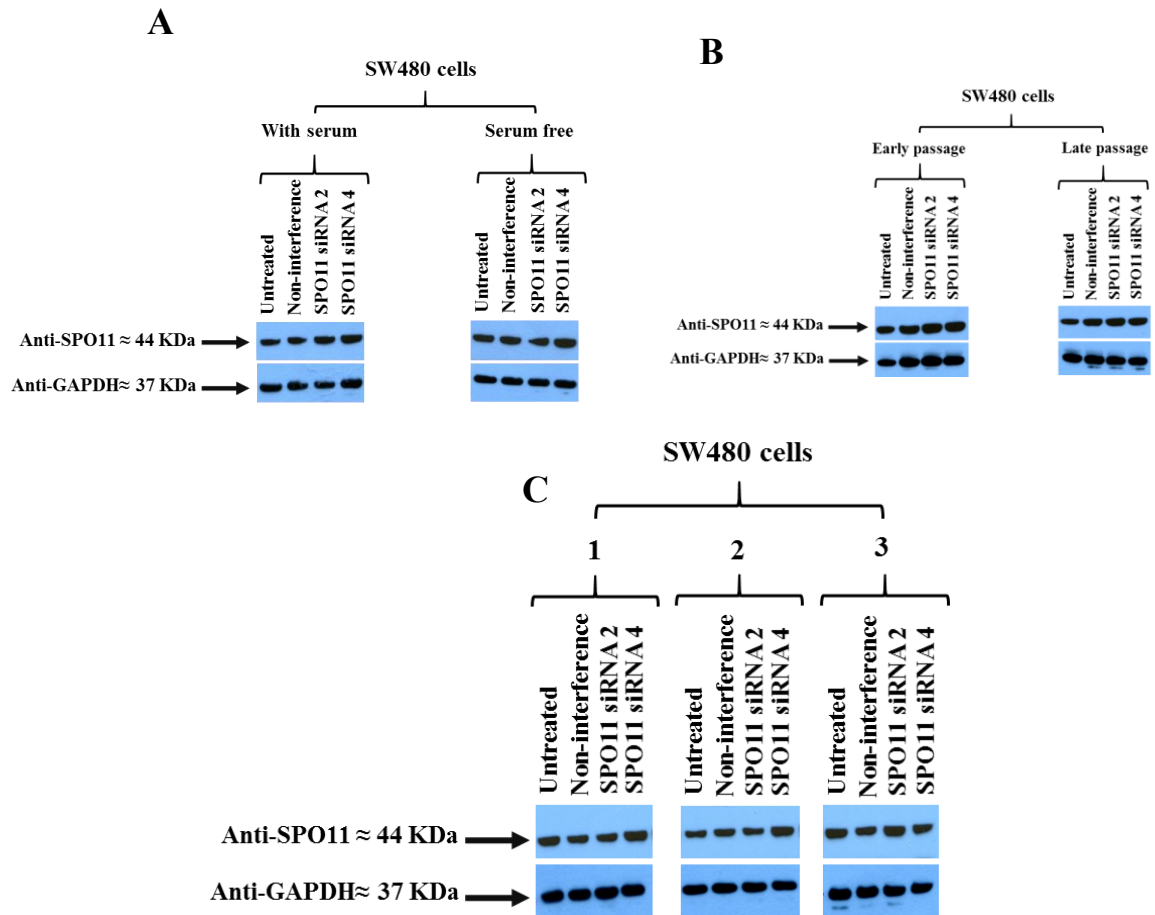 A
SW480 cells
With serum
Serum free
Untreated
Non-interference
SPO11 siRNA 2
SPO11 siRNA 4
Untreated
Non-interference
SPO11 siRNA 2
SPO11 siRNA 4
Anti-SPO11 ≈ 44 KDa
Anti-GAPDH≈ 37 KDa
B
SW480 cells
Early passage
Late passage
Untreated
Non-interference
SPO11 siRNA 2
SPO11 siRNA 4
Untreated
Non-interference
SPO11 siRNA 2
SPO11 siRNA 4
Anti-SPO11 ≈ 44 KDa
Anti-GAPDH≈ 37 KDa
C
SW480 cells
1
2
3
Untreated
Non-interference
SPO11 siRNA 2
SPO11 siRNA 4
Untreated
Non-interference
SPO11 siRNA 2
SPO11 siRNA 4
Untreated
Non-interference
SPO11 siRNA 2
SPO11 siRNA 4
Anti-SPO11 ≈ 44 KDa
Anti-GAPDH≈ 37 KDa